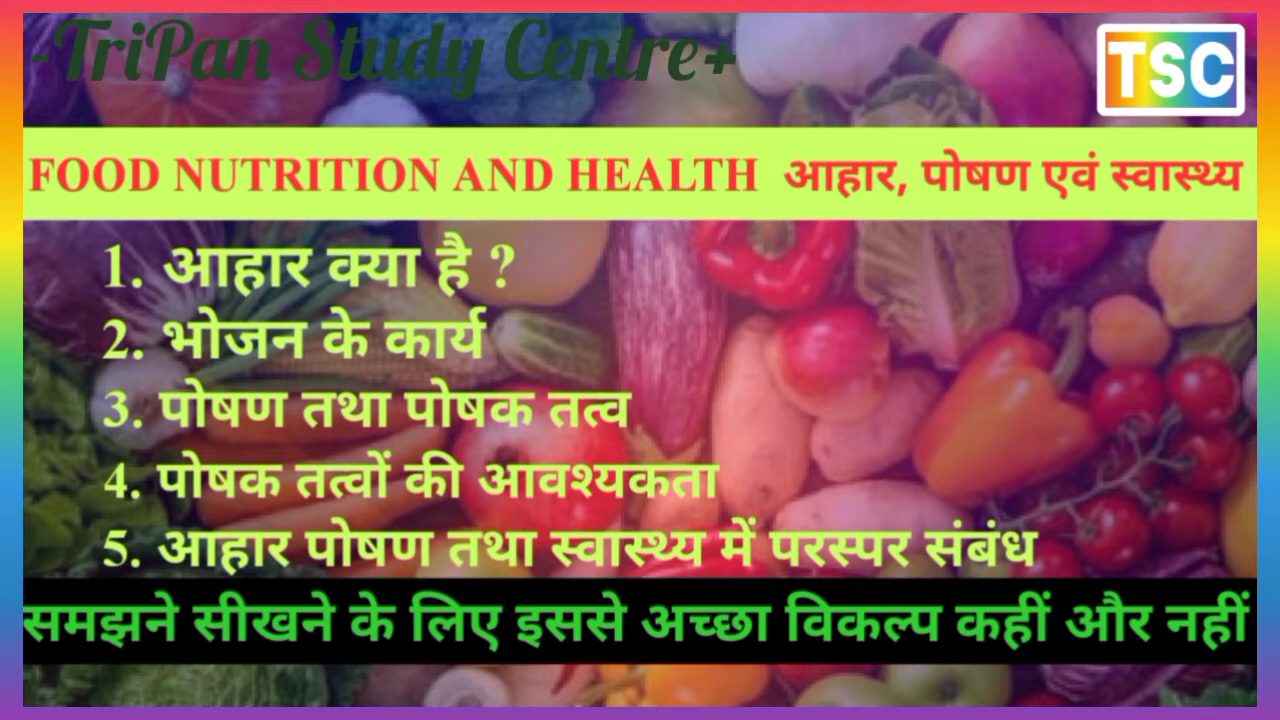 -TriPan Study Centre+
TSC
FOOD NUTRITION AND HEALTH आहार, पोषण एवं स्वास्थ्य
1. आहार क्या है ?
2. भोजन के कार्य
3. पोषण तथा पोषक तत्व
4. पोषक तत्वों की आवश्यकता
5. आहार पोषण तथा स्वास्थ्य में परस्पर संबंध
समझने सीखने के लिए इससे अच्छा विकल्प कहीं और नहीं